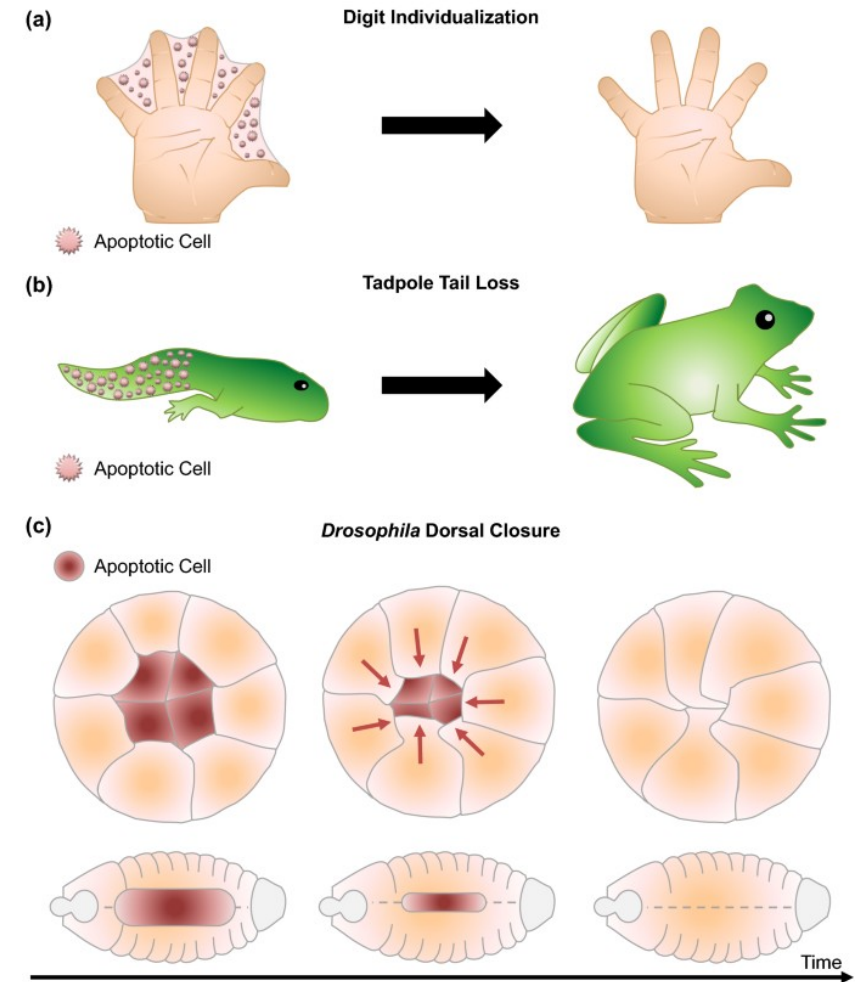 (a)
Digit Individualization
Apoptotic Cell
(b)
Tadpole Tail Loss
Apoptotic Cell
(c)
Drosophila Dorsal Closure
Apoptotic Cell
Time